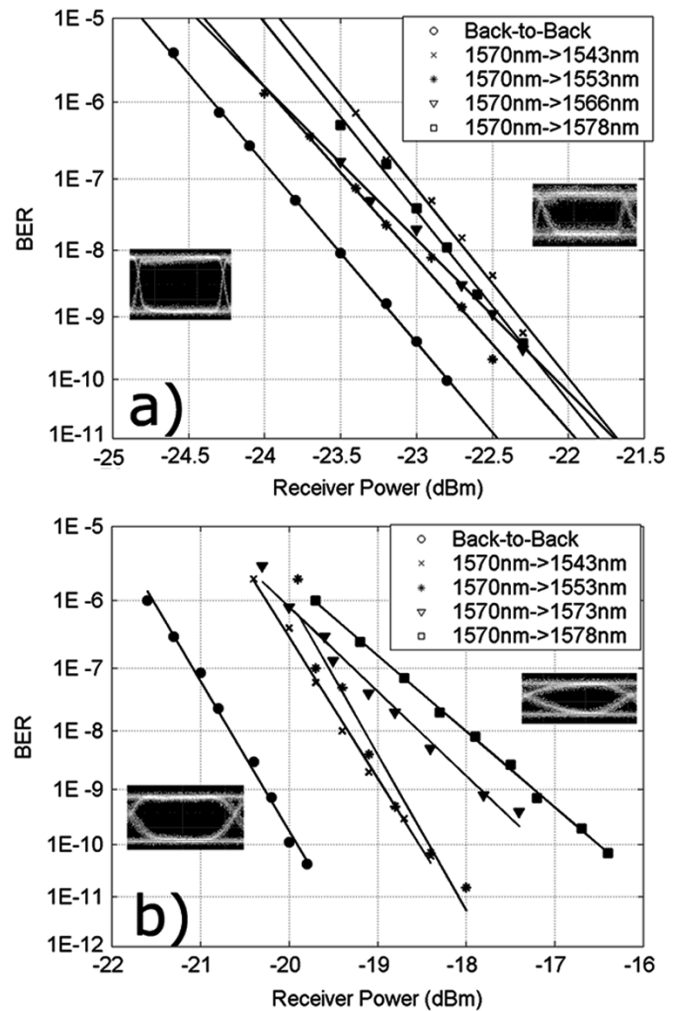 1E -5
1E -6
1E -7
1E -8
1E -9
1E -10
1E -11
BER
-25
-24.5
-24
-23.5
-23
-22.5
-22
-21.5
Receiver Power (dBm)
Back-to-Back
1570nm->1543nm
1570nm->1553nm
1570nm->1566nm
1570nm->1578nm
a)
1E -5
1E -6
1E -7
1E -8
1E -9
1E -10
1E -11
1E -12
BER
-22
-21
-20
-19
-18
-17
-16
Receiver Power (dBm)
Back-to-Back
1570nm->1543nm
1570nm->1553nm
1570nm->1573nm
1570nm->1578nm
b)